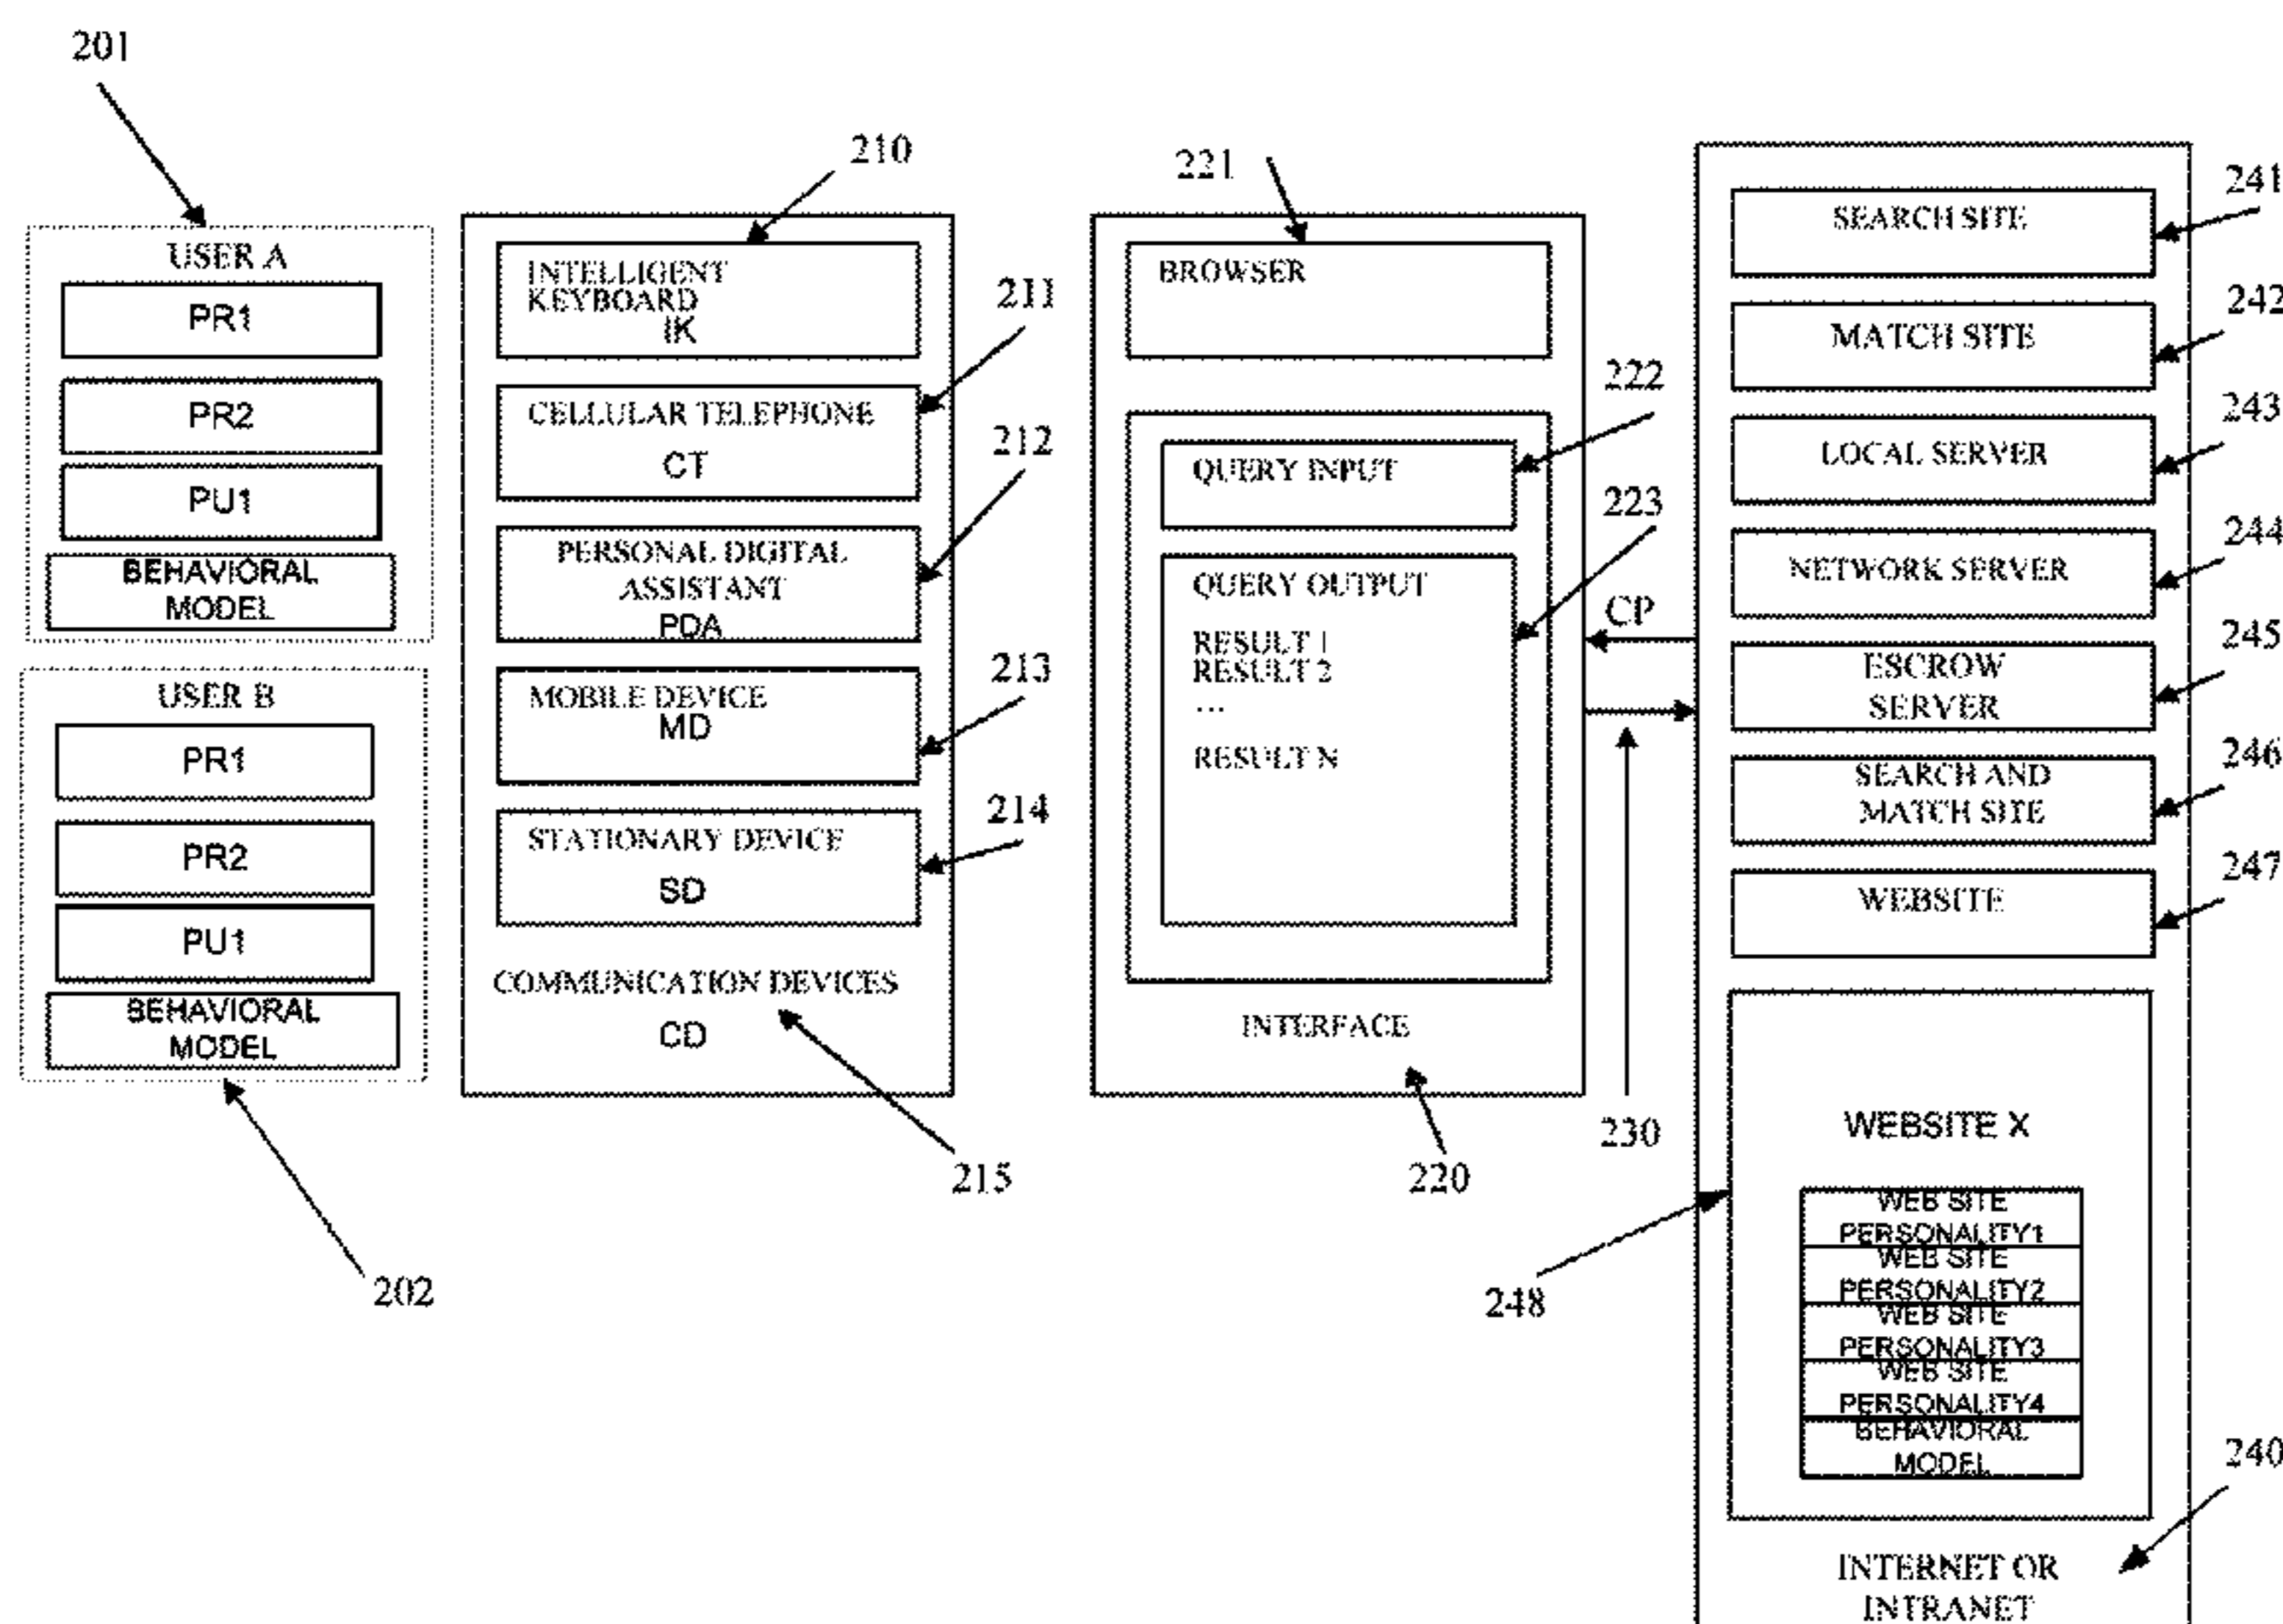 201
USER A
PR1
PR2
PU1
BEHAVIORAL
MODEL
USER B
PR1
PR2
PU1
BEHAVIORAL
MODEL
202
210
INTELLIGENT
KEYBOARD
IK
211
CELLULAR TELEPHONE
CT
212
PERSONAL DIGITAL
ASSISTANT
PDA
213
MOBILE DEVICE
MD
214
STATIONARY DEVICE
SD
COMMUNICATION DEVICES
CD
215
221
BROWSER
222
QUERY INPUT
223
QUERY OUTPUT
RESULT 1
RESULT 2
...
RESULT N
INTERFACE
220
CP
230
241
SEARCH SITE
242
MATCH SITE
243
LOCAL SERVER
244
NETWORK SERVER
245
ESCROW
SERVER
246
SEARCH AND
MATCH SITE
247
WEBSITE
WEBSITE X
248
WEB SITE
PERSONALITY1
WEB SITE
PERSONALITY2
WEB SITE
PERSONALITY3
WEB SITE
PERSONALITY4
BEHAVIORAL
MODEL
240
INTERNET OR
INTRANET